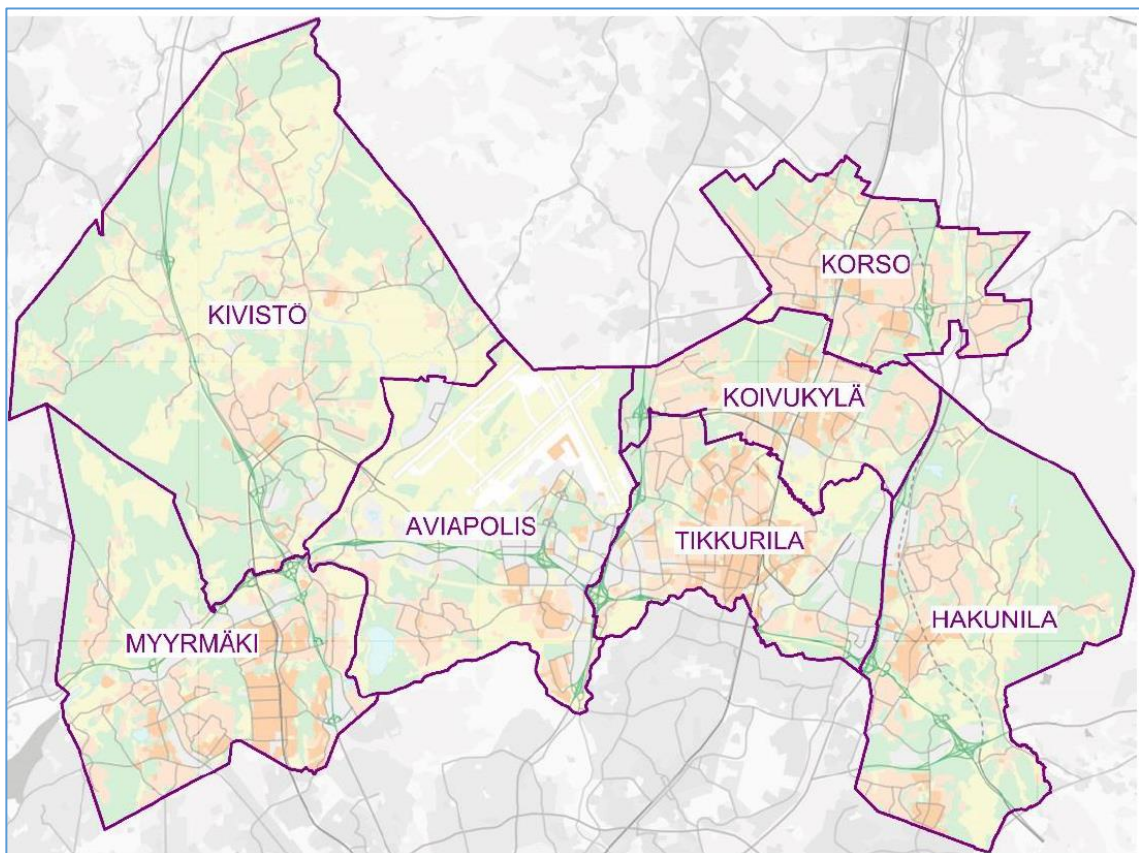 KORSO
KIVISTÖ
KOIVUKYLÄ
AVIAPOLIS
TIKKURILA
HAKUNILA
MYYRMÄKI